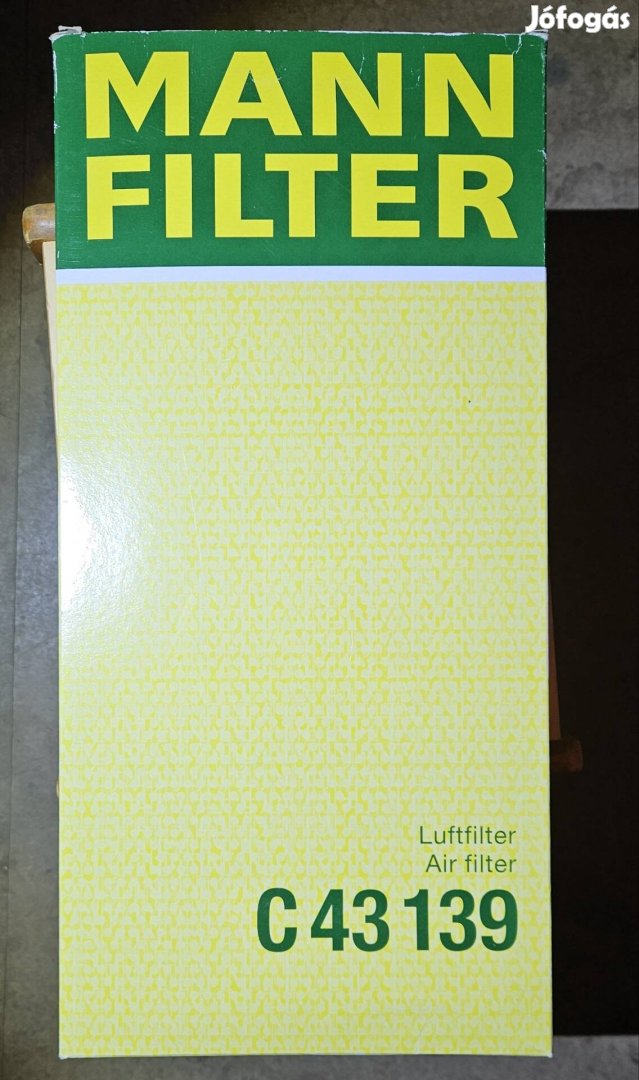 Jófogás
MANN
FILTER
Luftfilter
Air filter
C 43 139